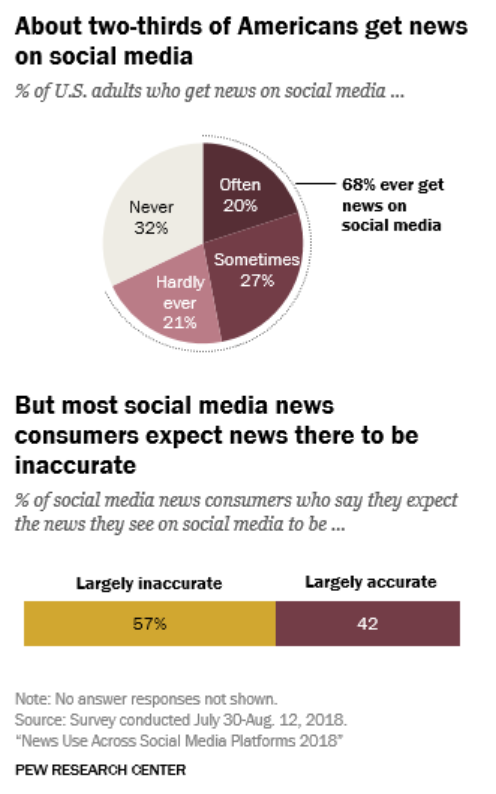 About two-thirds of Americans get news
on social media
% of U.S. adults who get news on social media ...
Often
20%
68% ever get
news on
social media
Never
32%
Sometimes
27%
Hardly
ever
21%
But most social media news
consumers expect news there to be
inaccurate
% of social media news consumers who say they expect
the news they see on social media to be ...
Largely inaccurate
Largely accurate
57%
42
Note: No answer responses not shown.
Source: Survey conducted July 30-Aug. 12, 2018.
“News Use Across Social Media Platforms 2018”
PEW RESEARCH CENTER